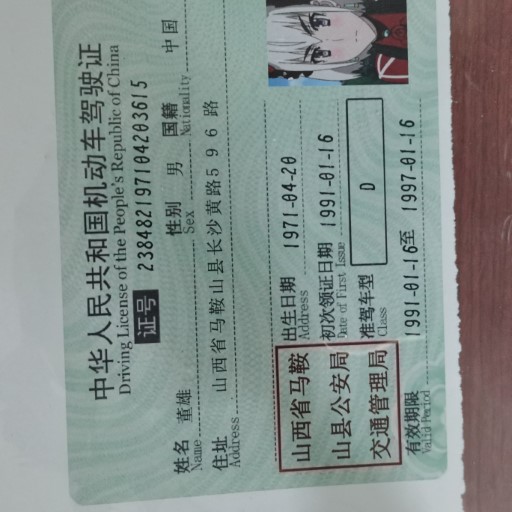 中华人民共和国机动车驾驶证
Driving License of the People's Republic of China
证号 238482197104203615
姓名 董雄 性别 男 国籍 中国
Name Sex Nationality
住址 山西省马鞍山县长沙黄路596路
Address
山西省马鞍
山县公安局
交通管理局
出生日期 1971-04-20
Address
初次领证日期 1991-01-16
Date of First Issue
准驾车型 D
Class
有效期限 1991-01-16至 1997-01-16
Valid Period